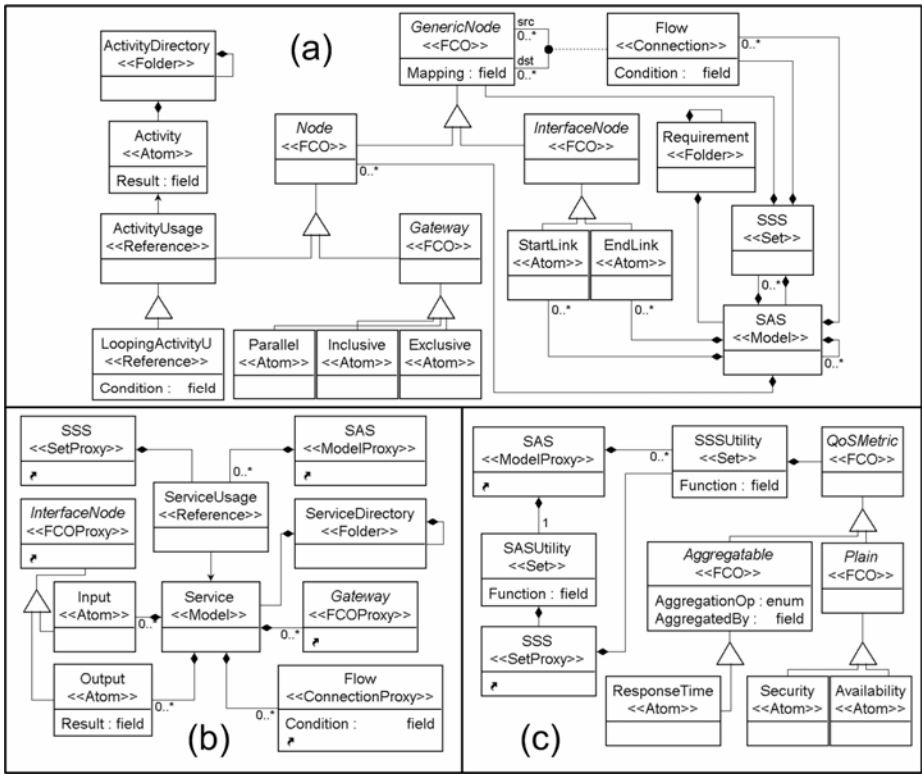 (a)
ActivityDirectory
<<Folder>>
Activity
<<Atom>>
Result : field
ActivityUsage
<<Reference>>
LoopingActivityU
<<Reference>>
Condition : field
GenericNode
<<FCO>>
Mapping : field
src
0..*
dst
0..*
Flow
<<Connection>>
Condition : field
0..*
Node
<<FCO>>
0..*
InterfaceNode
<<FCO>>
Requirement
<<Folder>>
Gateway
<<FCO>>
StartLink
<<Atom>>
0..*
EndLink
<<Atom>>
0..*
SSS
<<Set>>
0..*
Parallel
<<Atom>>
Inclusive
<<Atom>>
Exclusive
<<Atom>>
SAS
<<Model>>
0..*
(b)
SSS
<<SetProxy>>
SAS
<<ModelProxy>>
0..*
ServiceUsage
<<Reference>>
InterfaceNode
<<FCOProxy>>
ServiceDirectory
<<Folder>>
Input
<<Atom>>
0..*
Service
<<Model>>
0..*
Gateway
<<FCOProxy>>
Output
<<Atom>>
Result : field
0..*
0..*
Flow
<<ConnectionProxy>>
Condition : field
(c)
SAS
<<ModelProxy>>
0..*
SSSUtility
<<Set>>
Function : field
QoSMetric
<<FCO>>
1
SASUtility
<<Set>>
Function : field
Aggregatable
<<FCO>>
AggregationOp : enum
AggregatedBy : field
Plain
<<FCO>>
SSS
<<SetProxy>>
ResponseTime
<<Atom>>
Security
<<Atom>>
Availability
<<Atom>>